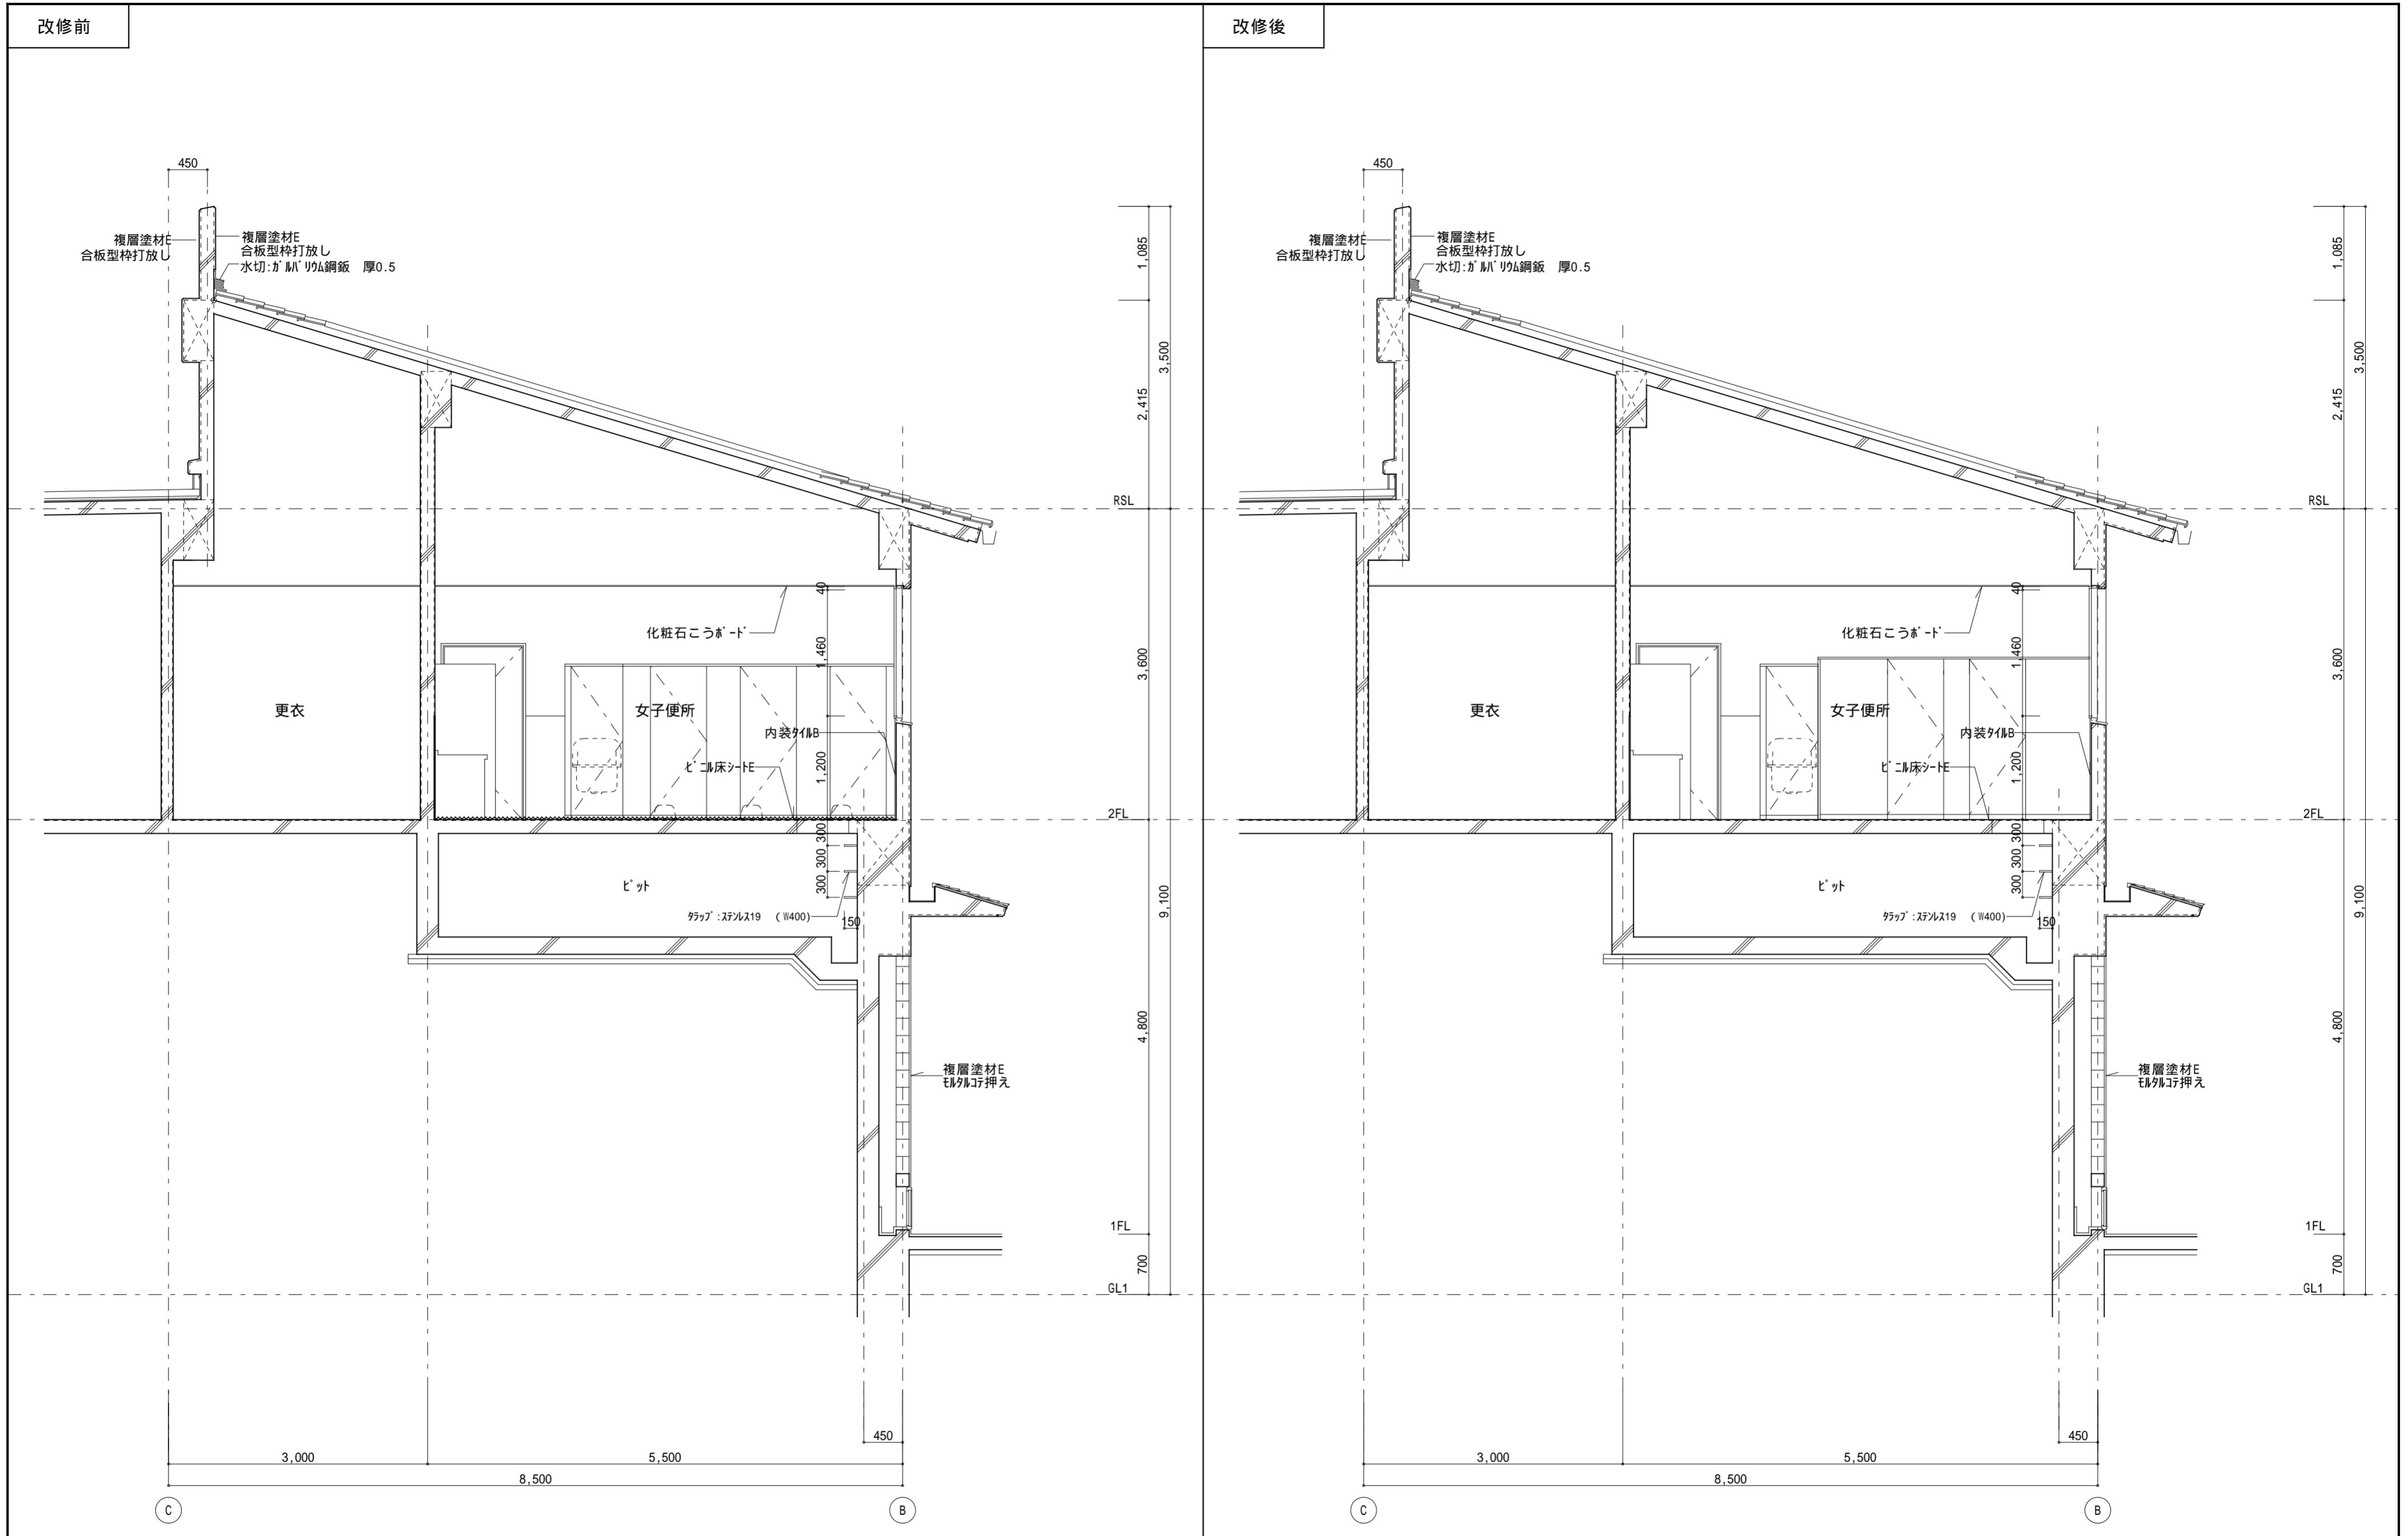 改修前
450
複層塗材E
合板型枠打放し
複層塗材E
合板型枠打放し
水切:ガルバリウム鋼鈑 厚0.5
1,085
3,500
2,415
RSL
40
化粧石こうボード
1,460
3,600
更衣
女子便所
内装タイルB
ビニル床シートE
1,200
2FL
300
300
300
ピット
タラップ:ステンレス19 (W400)
150
9,100
4,800
複層塗材E
モルタルコテ押え
1FL
700
GL1
450
3,000
5,500
8,500
C
B
改修後
450
複層塗材E
合板型枠打放し
複層塗材E
合板型枠打放し
水切:ガルバリウム鋼鈑 厚0.5
1,085
3,500
2,415
RSL
40
化粧石こうボード
1,460
3,600
更衣
女子便所
内装タイルB
ビニル床シートE
1,200
2FL
300
300
300
ピット
タラップ:ステンレス19 (W400)
150
9,100
4,800
複層塗材E
モルタルコテ押え
1FL
700
GL1
450
3,000
5,500
8,500
C
B